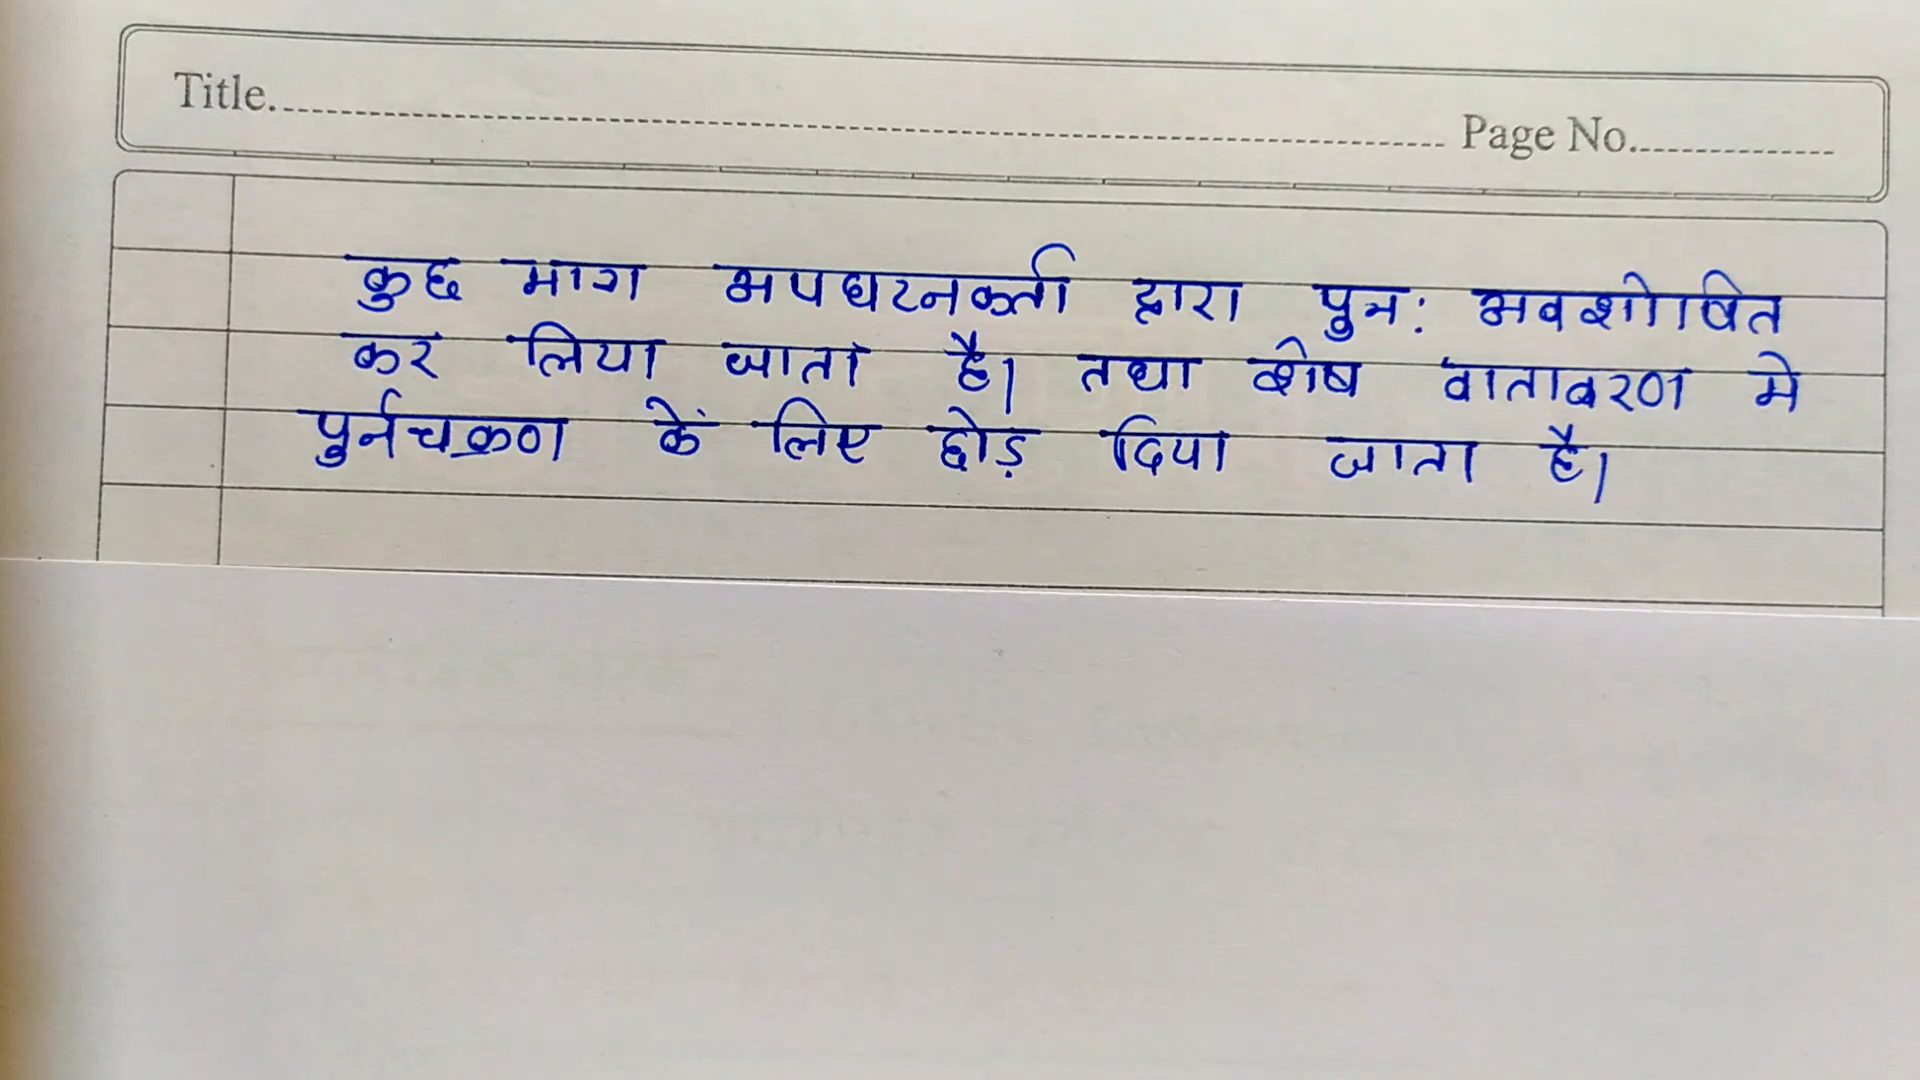 Title. Page No.
कुछ भाग अपघटनकर्ता द्वारा पुन: अवशोषित
कर लिया जाता है। तथा शेष वातावरण मे
पुर्नचक्रण कें लिए छोड़ दिया जाता है।